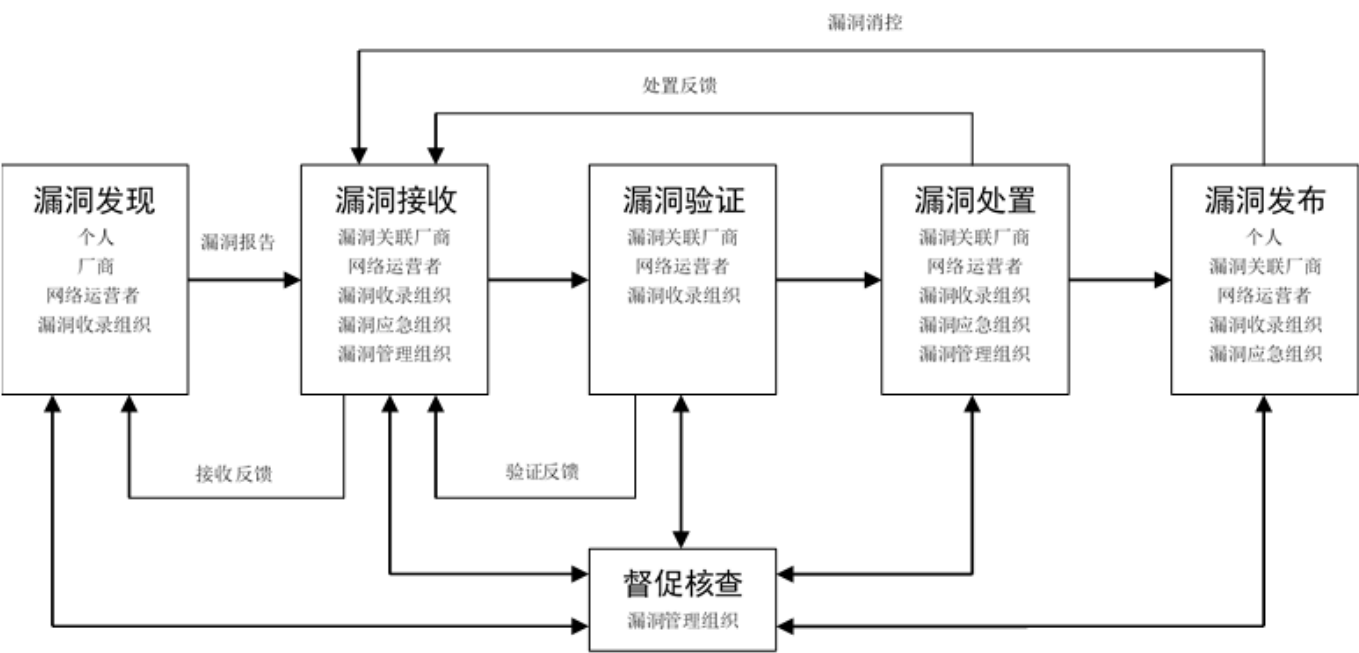 漏洞消控
处置反馈
漏洞发现
个人
厂商
网络运营者
漏洞收录组织
漏洞报告
漏洞接收
漏洞关联厂商
网络运营者
漏洞收录组织
漏洞应急组织
漏洞管理组织
漏洞验证
漏洞关联厂商
网络运营者
漏洞收录组织
漏洞处置
漏洞关联厂商
网络运营者
漏洞收录组织
漏洞应急组织
漏洞管理组织
漏洞发布
个人
漏洞关联厂商
网络运营者
漏洞收录组织
漏洞应急组织
接收反馈
验证反馈
督促核查
漏洞管理组织